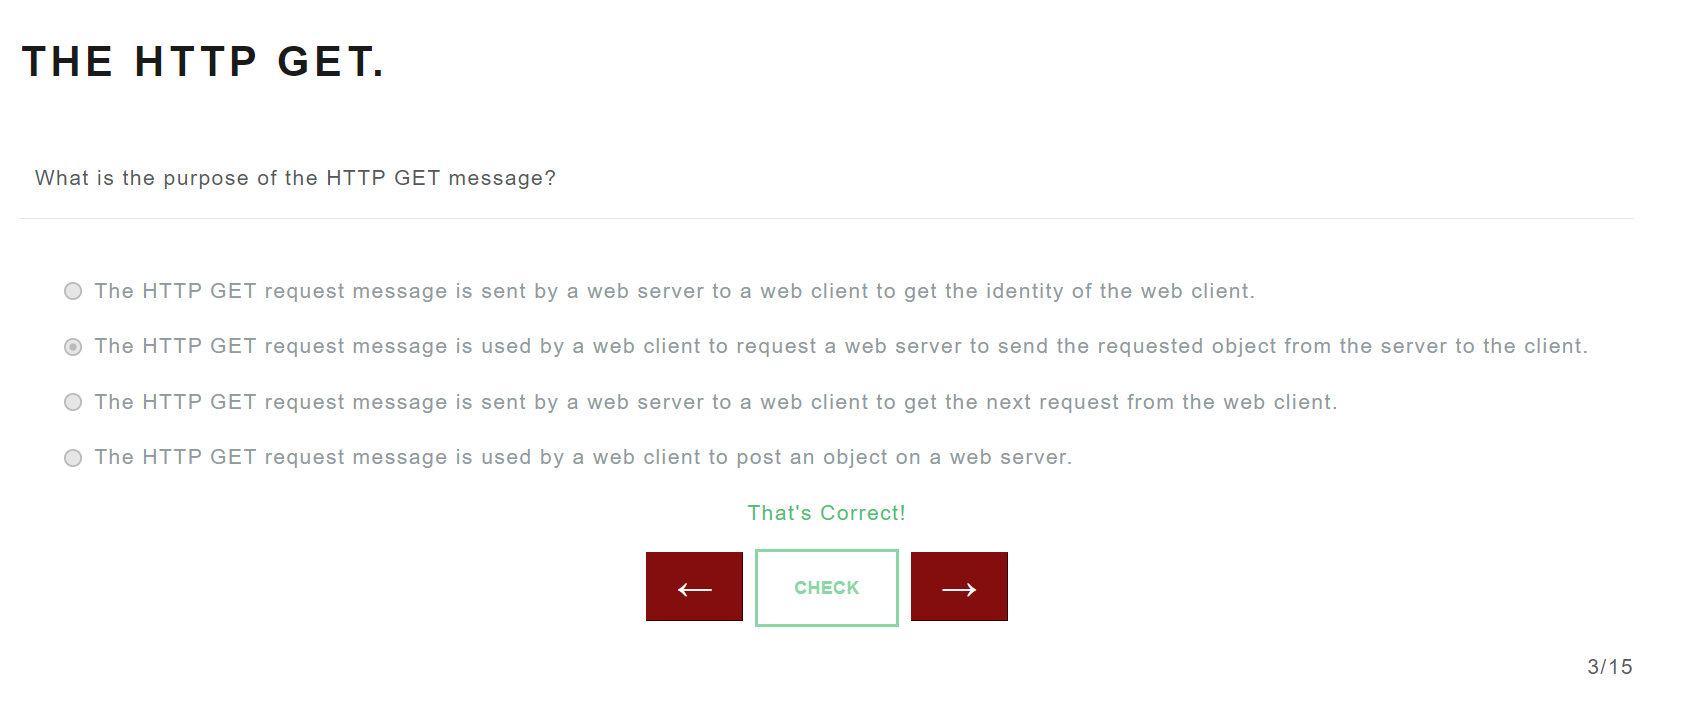 THE HTTP GET.
What is the purpose of the HTTP GET message?
The HTTP GET request message is sent by a web server to a web client to get the identity of the web client.
The HTTP GET request message is used by a web client to request a web server to send the requested object from the server to the client.
The HTTP GET request message is sent by a web server to a web client to get the next request from the web client.
The HTTP GET request message is used by a web client to post an object on a web server.
That's Correct!
← CHECK →
3/15